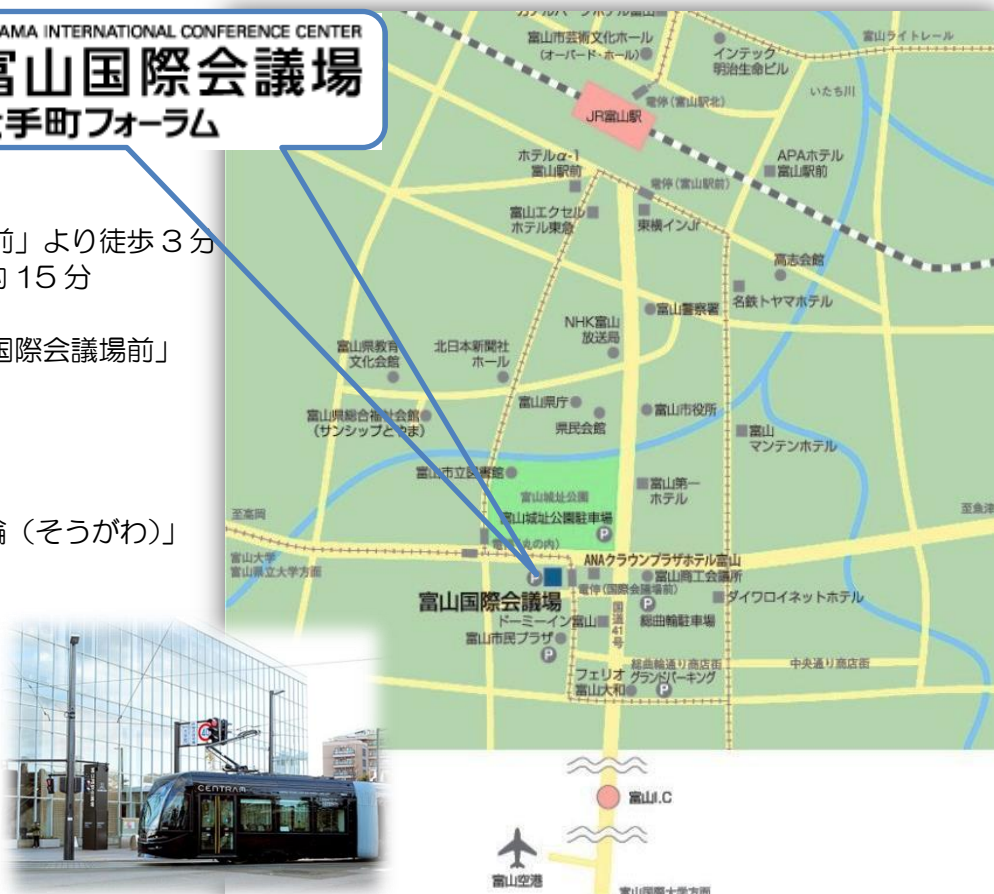 AMA INTERNATIONAL CONFERENCE CENTER
富山国際会議場
手町フォーラム
前」より徒歩3分
15分
国際会議場前」
(そうがわ)」
富山市芸術文化ホール
(オーバード・ホール)
インテック
明治生命ビル
富山ライトレール
いたち川
電停(富山駅北)
JR富山駅
ホテルα-1
富山駅前
APAホテル
富山駅前
電停(富山駅前)
富山エクセル
ホテル東急
東横インJr
高志会館
名鉄トヤマホテル
富山警察署
NHK富山
放送局
富山県教育
文化会館
北日本新聞社
ホール
富山県庁
県民会館
富山市役所
富山県総合福祉会館
(サンシップとやま)
富山
マンテンホテル
富山市立図書館
富山城址公園
富山第一
ホテル
富山城址公園駐車場
P
至高岡
至魚津
電停(丸の内)
富山大学
富山県立大学方面
ANAクラウンプラザホテル富山
富山商工会議所
P
電停(国際会議場前)
ダイワロイネットホテル
富山国際会議場
P
総曲輪駐車場
国道41号
ドーミーイン富山
富山市民プラザ
P
総曲輪通り商店街
中央通り商店街
フェリオ
富山大和
グランドパーキング
P
CENTRAM
富山I.C
富山空港
富山国際大学方面